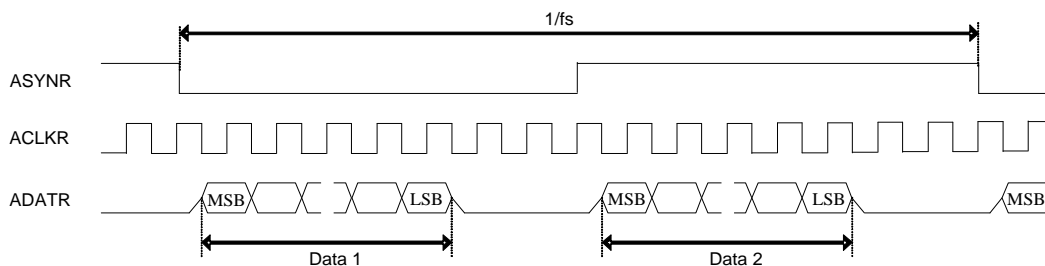 1/fs
ASYNR
ACLKR
ADATR MSB LSB MSB LSB MSB
Data 1 Data 2